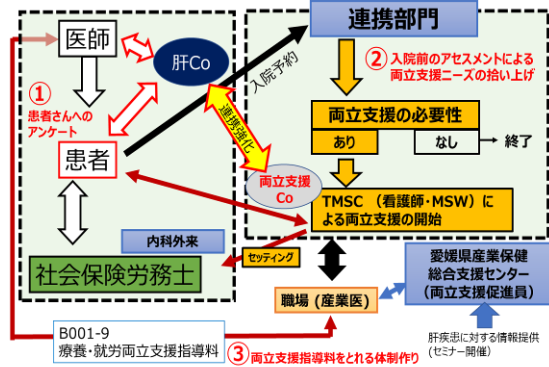 医師
肝Co
①
患者さんへの
アンケート
患者
内科外来
社会保険労務士
連携部門
入院予約
②入院前のアセスメントによる
両立支援ニーズの拾い上げ
両立支援の必要性
あり
なし
終了
連携強化
両立支援
Co
TMSC （看護師・MSW）に
よる両立支援の開始
セッティング
職場 (産業医)
愛媛県産業保健
総合支援センター
（両立支援促進員）
肝疾患に対する情報提供
(セミナー開催)
B001-9
療養・就労両立支援指導料
③両立支援指導料をとれる体制作り